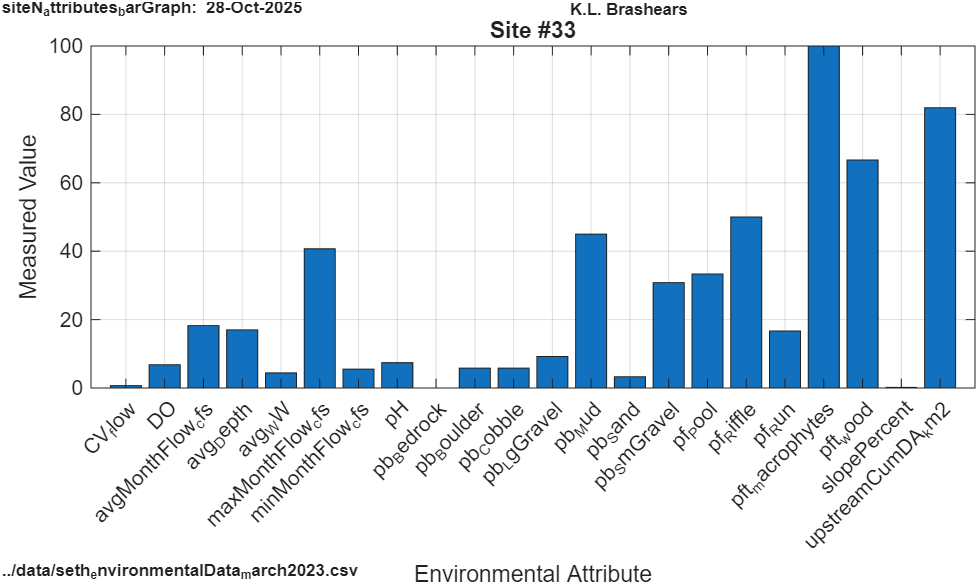 siteNattributesbarGraph: 28-Oct-2025
K.L. Brashears
Site #33
Measured Value
100
80
60
40
20
0
CVflow
DO
avgMonthFlowcfs
avgDepth
avgWW
maxMonthFlowcfs
minMonthFlowcfs
pH
pbBedrock
pbBoulder
pbCobble
pbLgGravel
pbMud
pbSand
pbSmGravel
pfPool
pfRiffle
pfRun
pftmacrophytes
pftwood
slopePercent
upstreamCumDAkm2
../data/sethenvironmentalDatamarch2023.csv
Environmental Attribute